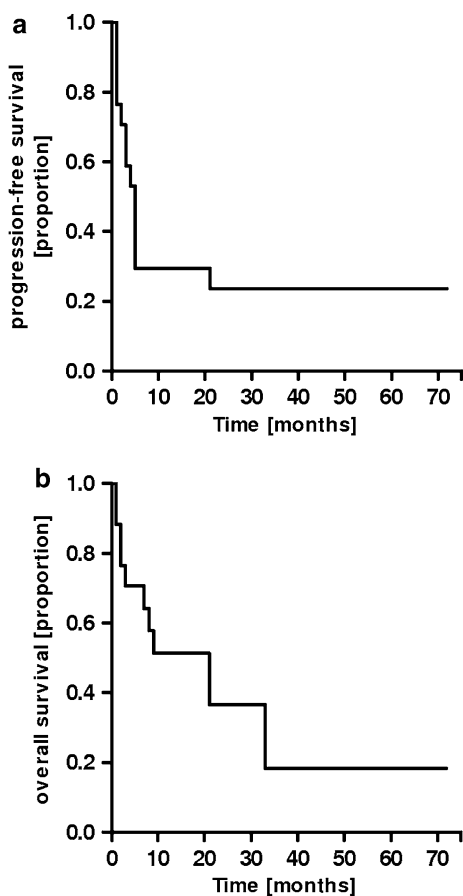 a
progression-free survival
[proportion]
1.0
0.8
0.6
0.4
0.2
0.0
0 10 20 30 40 50 60 70
Time [months]
b
overall survival [proportion]
1.0
0.8
0.6
0.4
0.2
0.0
0 10 20 30 40 50 60 70
Time [months]